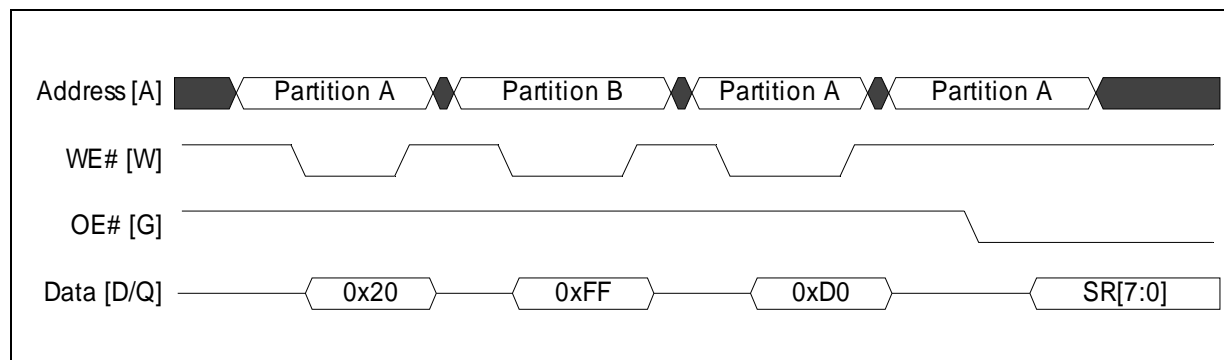 Address [A] Partition A Partition B Partition A Partition A
WE# [W]
OE# [G]
Data [D/Q] 0x20 0xFF 0xD0 SR[7:0]